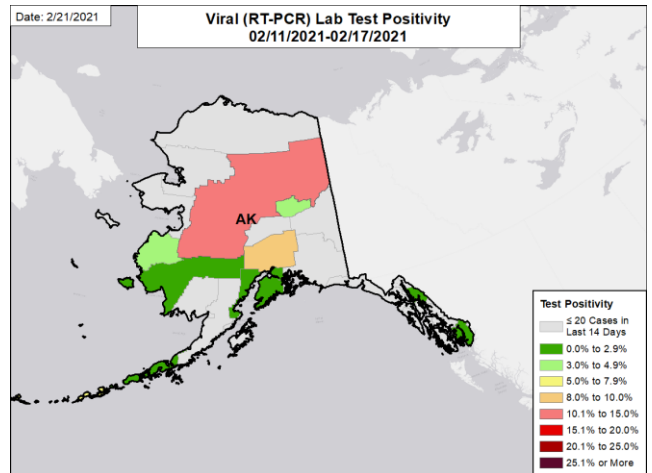 Date: 2/21/2021
Viral (RT-PCR) Lab Test Positivity
02/11/2021-02/17/2021
AK
Test Positivity
≤ 20 Cases in
Last 14 Days
0.0% to 2.9%
3.0% to 4.9%
5.0% to 7.9%
8.0% to 10.0%
10.1% to 15.0%
15.1% to 20.0%
20.1% to 25.0%
25.1% or More